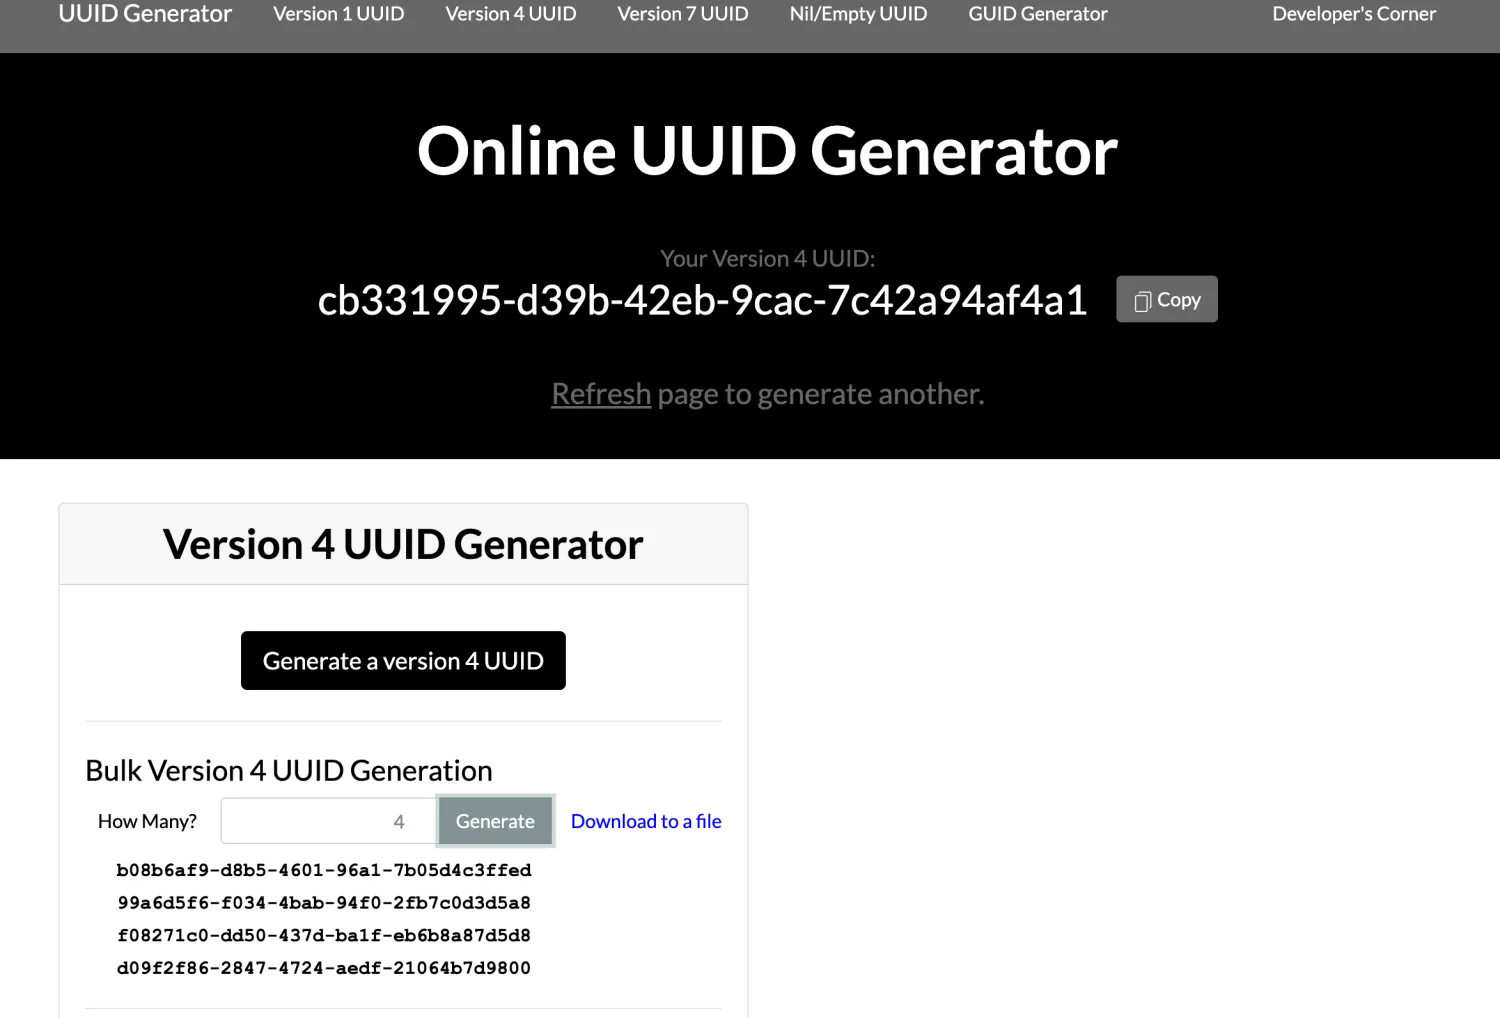 UUID Generator Version 1 UUID Version 4 UUID Version 7 UUID Nil/Empty UUID GUID Generator Developer's Corner
Online UUID Generator
Your Version 4 UUID:
cb331995-d39b-42eb-9cac-7c42a94af4a1 Copy
Refresh page to generate another.
Version 4 UUID Generator
Generate a version 4 UUID
Bulk Version 4 UUID Generation
How Many? 4 Generate Download to a file
b08b6af9-d8b5-4601-96a1-7b05d4c3ffed
99a6d5f6-f034-4bab-94f0-2fb7c0d3d5a8
f08271c0-dd50-437d-ba1f-eb6b8a87d5d8
d09f2f86-2847-4724-aedf-21064b7d9800